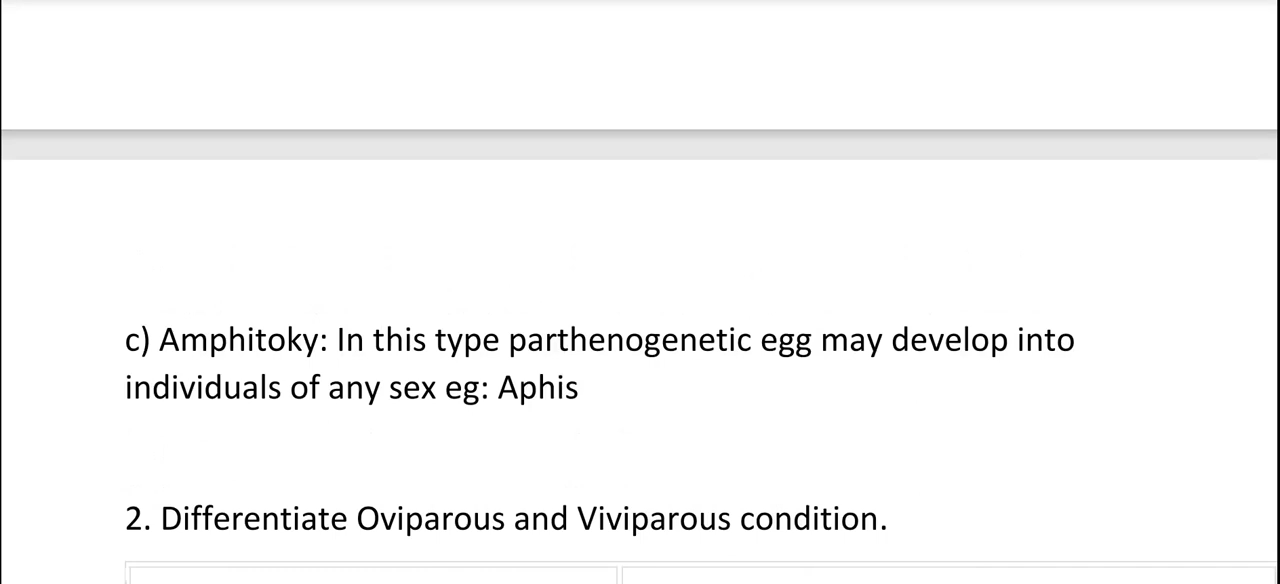 c) Amphitoky: In this type parthenogenetic egg may develop into
individuals of any sex eg: Aphis
2. Differentiate Oviparous and Viviparous condition.